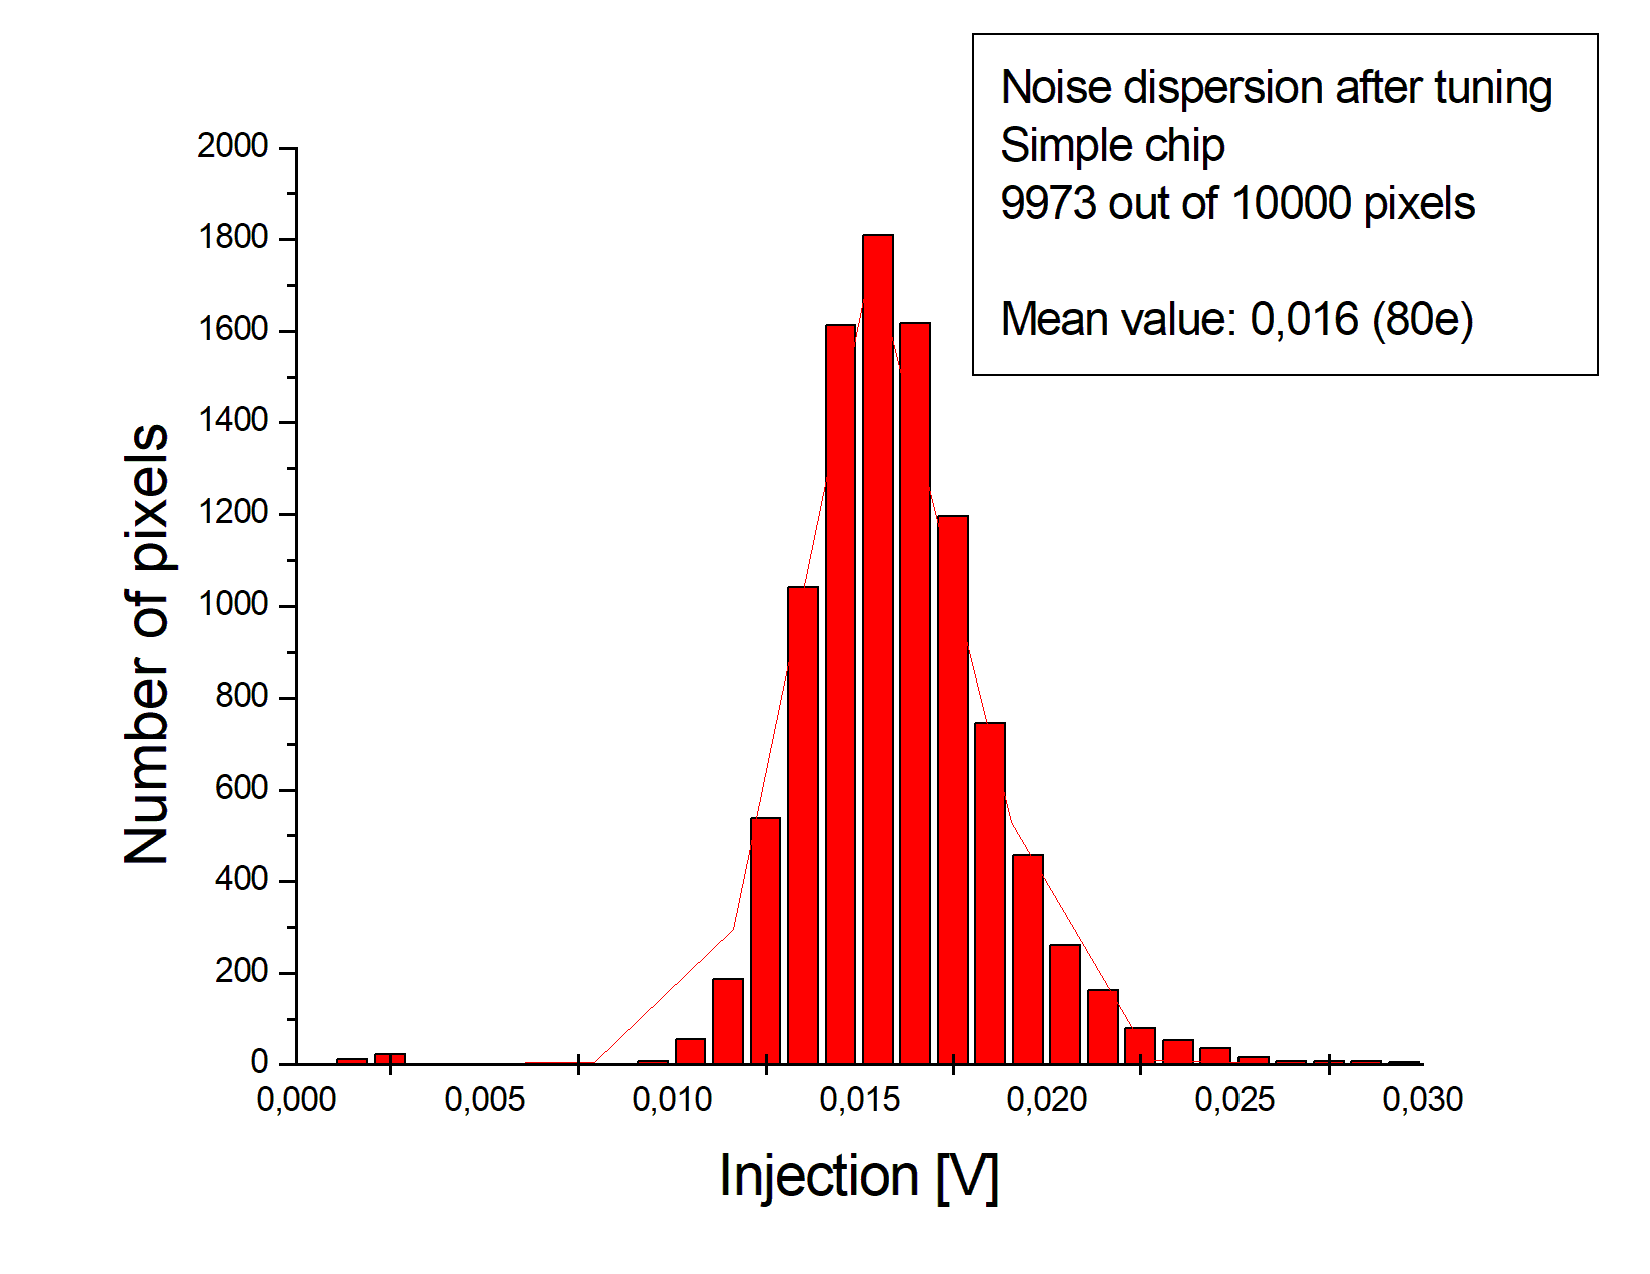 Noise dispersion after tuning
Simple chip
9973 out of 10000 pixels
Mean value: 0,016 (80e)
2000
1800
1600
1400
1200
1000
800
600
400
200
0
Number of pixels
0,000 0,005 0,010 0,015 0,020 0,025 0,030
Injection [V]